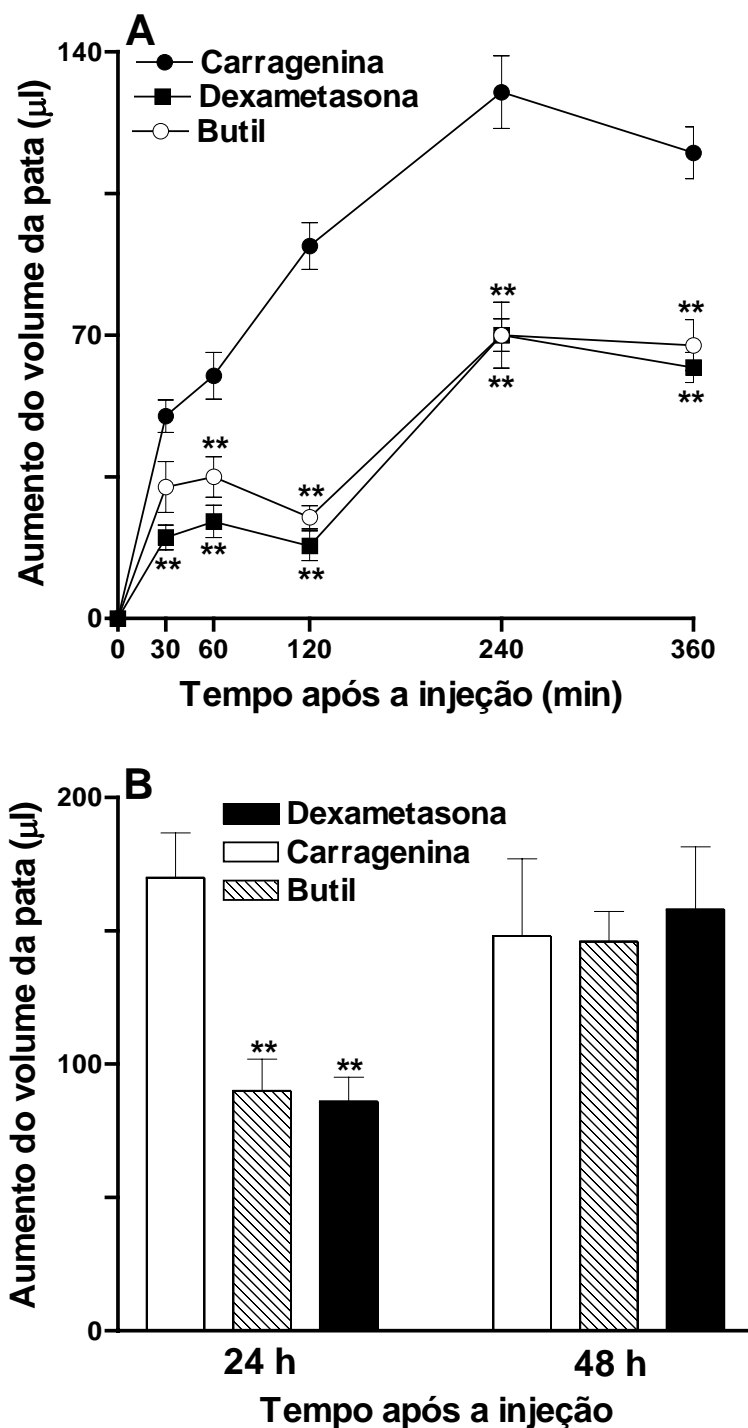 A
140
Carragenina
Dexametasona
Butil
Aumento do volume da pata (µl)
** **
70
** **
**
** **
** ** **
0
0 30 60 120 240 360
Tempo após a injeção (min)
B
200
Dexametasona
Carragenina
Butil
Aumento do volume da pata (µl)
** **
100
0
24 h 48 h
Tempo após a injeção